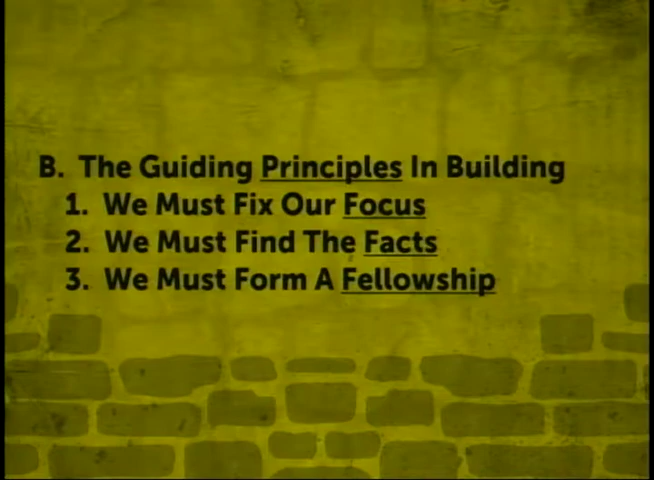 B. The Guiding Principles In Building
1. We Must Fix Our Focus
2. We Must Find The Facts
3. We Must Form A Fellowship